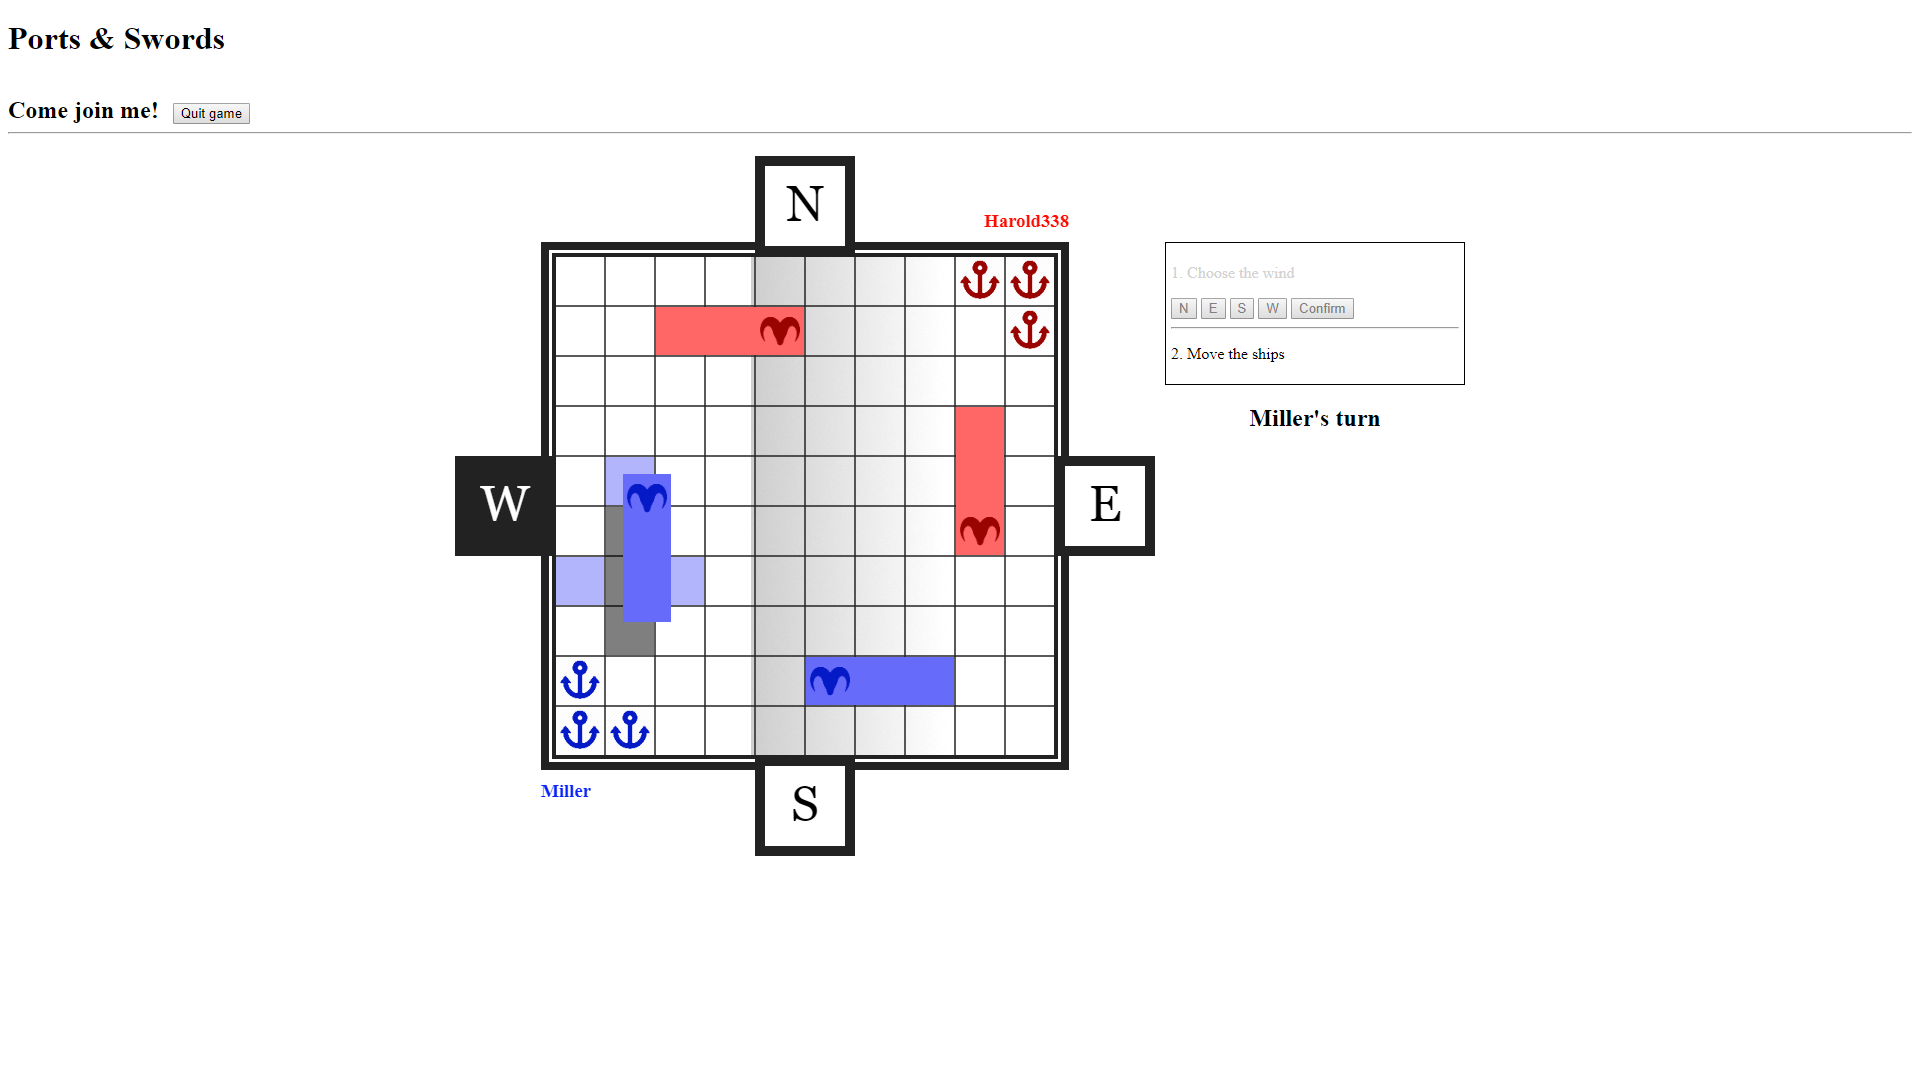 Ports & Swords
Come join me! Quit game
N
Harold338
1. Choose the wind
N E S W Confirm
2. Move the ships
Miller's turn
W
E
Miller
S